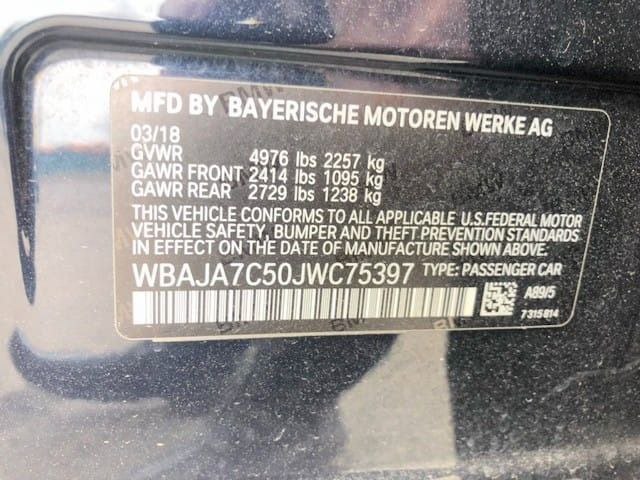 MFD BY BAYERISCHE MOTOREN WERKE AG
03/18
GVWR 4976 lbs 2257 kg
GAWR FRONT 2414 lbs 1095 kg
GAWR REAR 2729 lbs 1238 kg
THIS VEHICLE CONFORMS TO ALL APPLICABLE U.S.FEDERAL MOTOR
VEHICLE SAFETY, BUMPER AND THEFT PREVENTION STANDARDS
IN EFFECT ON THE DATE OF MANUFACTURE SHOWN ABOVE.
WBAJA7C50JWC75397 TYPE: PASSENGER CAR
A89/5
7315814